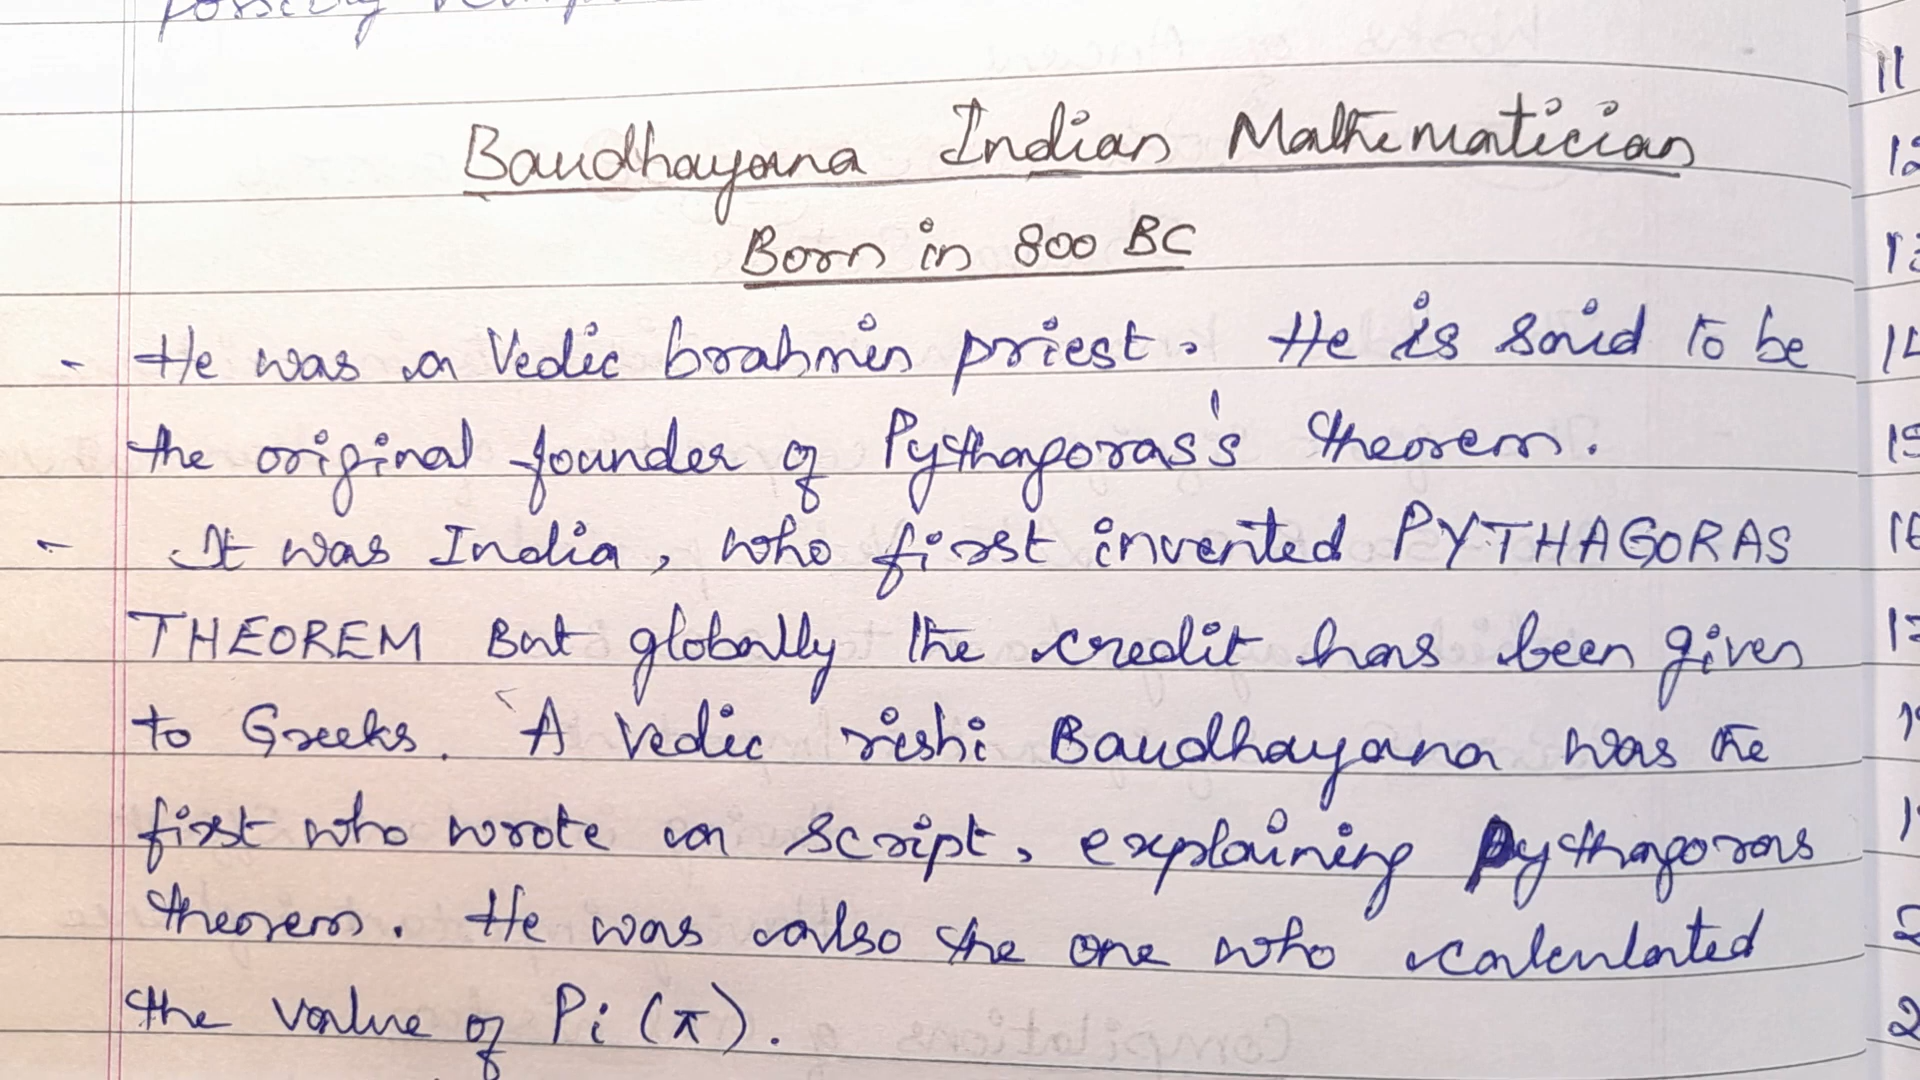 Baudhayana Indian Mathematician
Born in 800 BC
- He was a Vedic brahmin priest. He is said to be
the original founder of Pythagoras's theorem.
- It was India, who first invented PYTHAGORAS
THEOREM But globally the credit has been given
to Greeks. A Vedic rishi Baudhayana was the
first who wrote a script, explaining Pythagoras
theorem. He was also the one who calculated
the value of Pi (π).
11
12
14